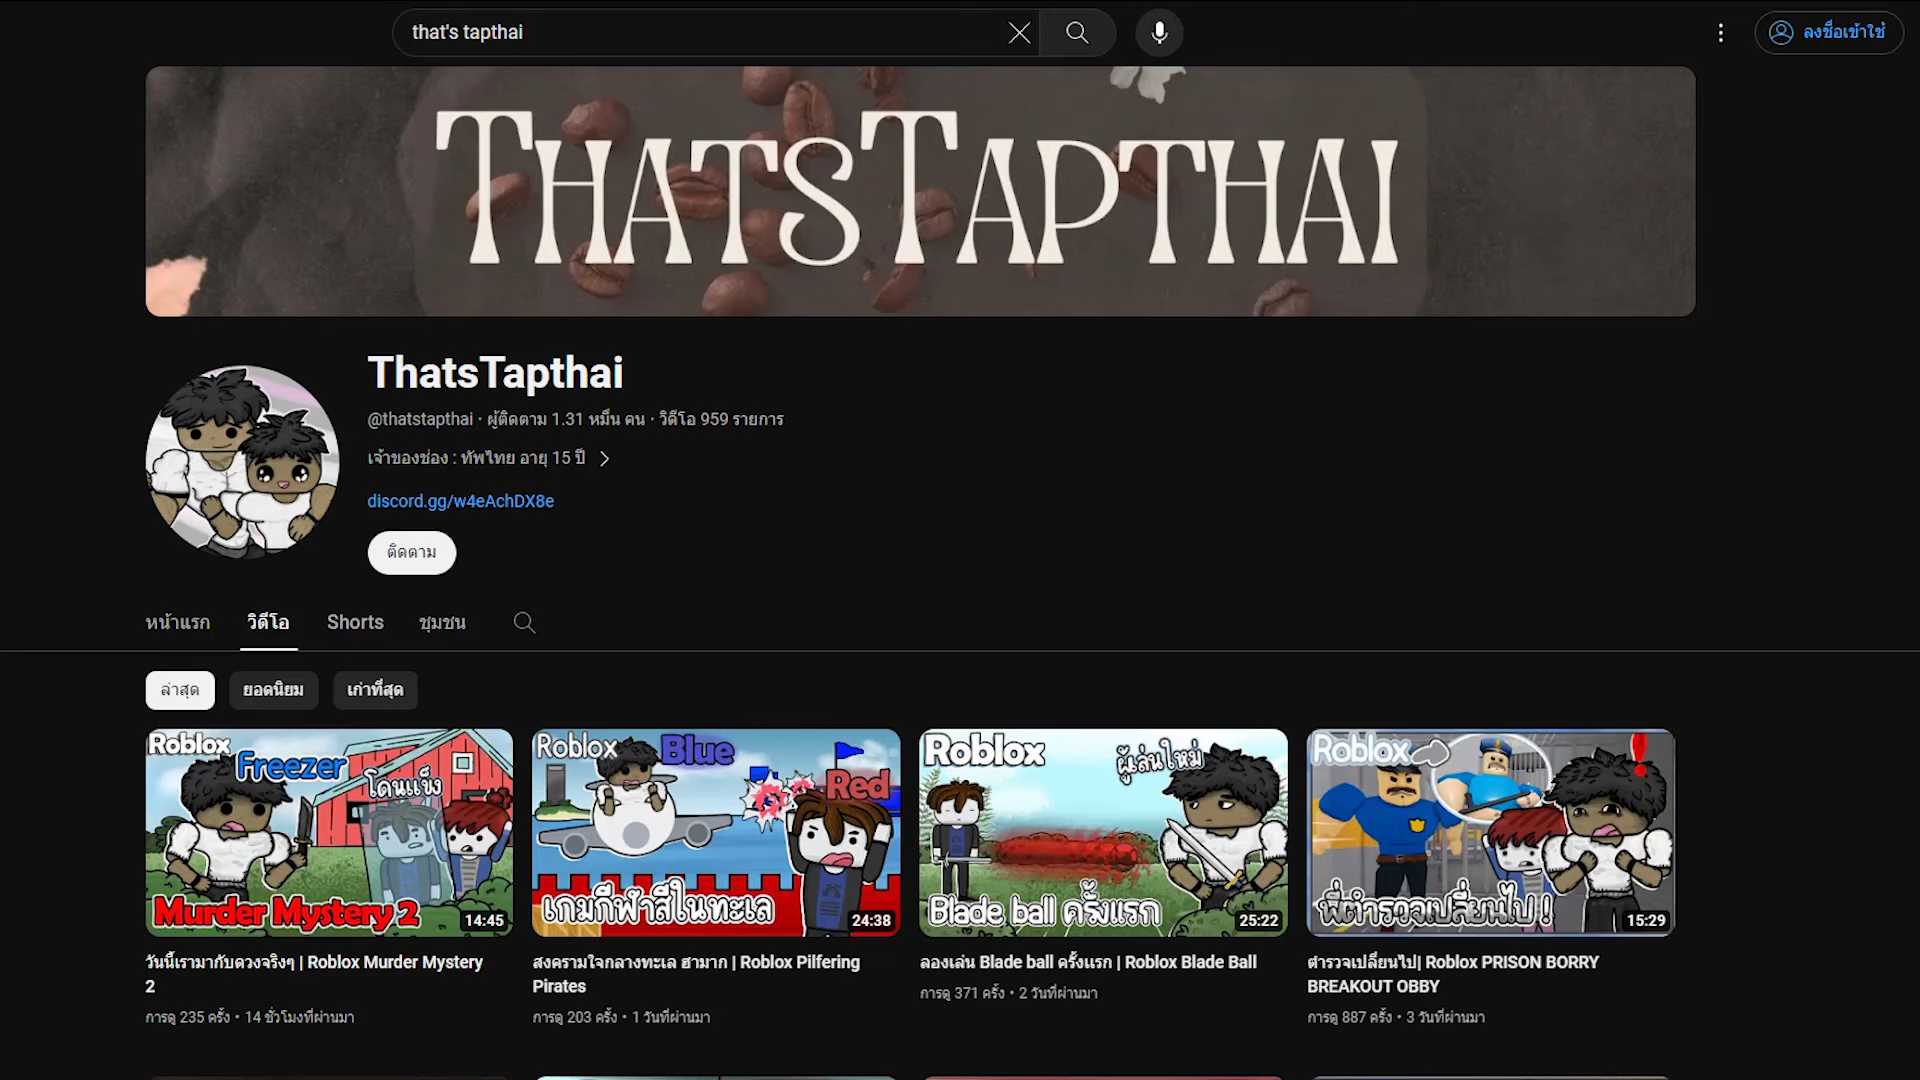 that's tapthai
ลงชื่อเข้าใช้
THATSTAPTHAI
ThatsTapthai
@thatstapthai · ผู้ติดตาม 1.31 หมื่น คน · วิดีโอ 959 รายการ
เจ้าของช่อง : ทัพไทย อายุ 15 ปี
discord.gg/w4eAchDX8e
ติดตาม
หน้าแรก วิดีโอ Shorts ชุมชน
ล่าสุด ยอดนิยม เก่าที่สุด
Roblox
Freezer
โดนแข็ง
Murder Mystery 2
14:45
Roblox
Blue
Red
เกมกีฬาสีในทะเล
24:38
Roblox
ผู้เล่นใหม่
Blade ball ครั้งแรก
25:22
Roblox
พี่ตำรวจเปลี่ยนไป !
15:29
วันนี้เรามากับดวงจริงๆ | Roblox Murder Mystery
2
การดู 235 ครั้ง • 14 ชั่วโมงที่ผ่านมา
สงครามใจกลางทะเล ฮามาก | Roblox Pilfering
Pirates
การดู 203 ครั้ง • 1 วันที่ผ่านมา
ลองเล่น Blade ball ครั้งแรก | Roblox Blade Ball
การดู 371 ครั้ง • 2 วันที่ผ่านมา
ตำรวจเปลี่ยนไป| Roblox PRISON BORRY
BREAKOUT OBBY
การดู 887 ครั้ง • 3 วันที่ผ่านมา